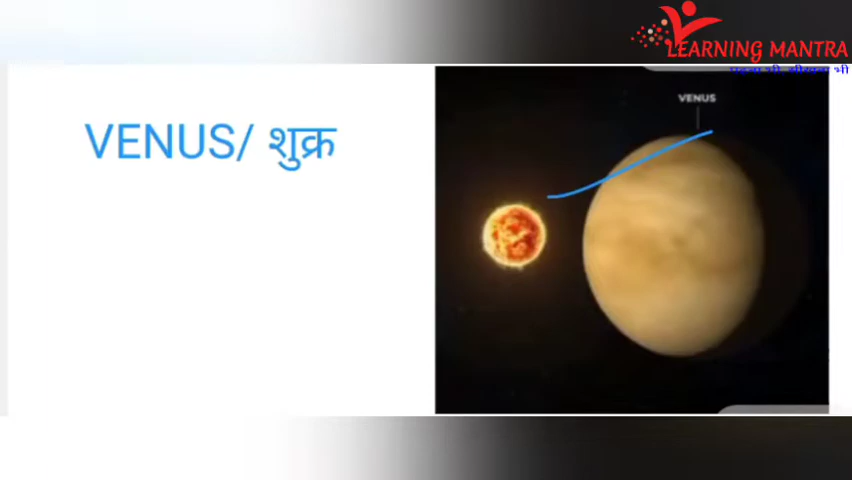 LEARNING MANTRA
VENUS
VENUS/ शुक्र